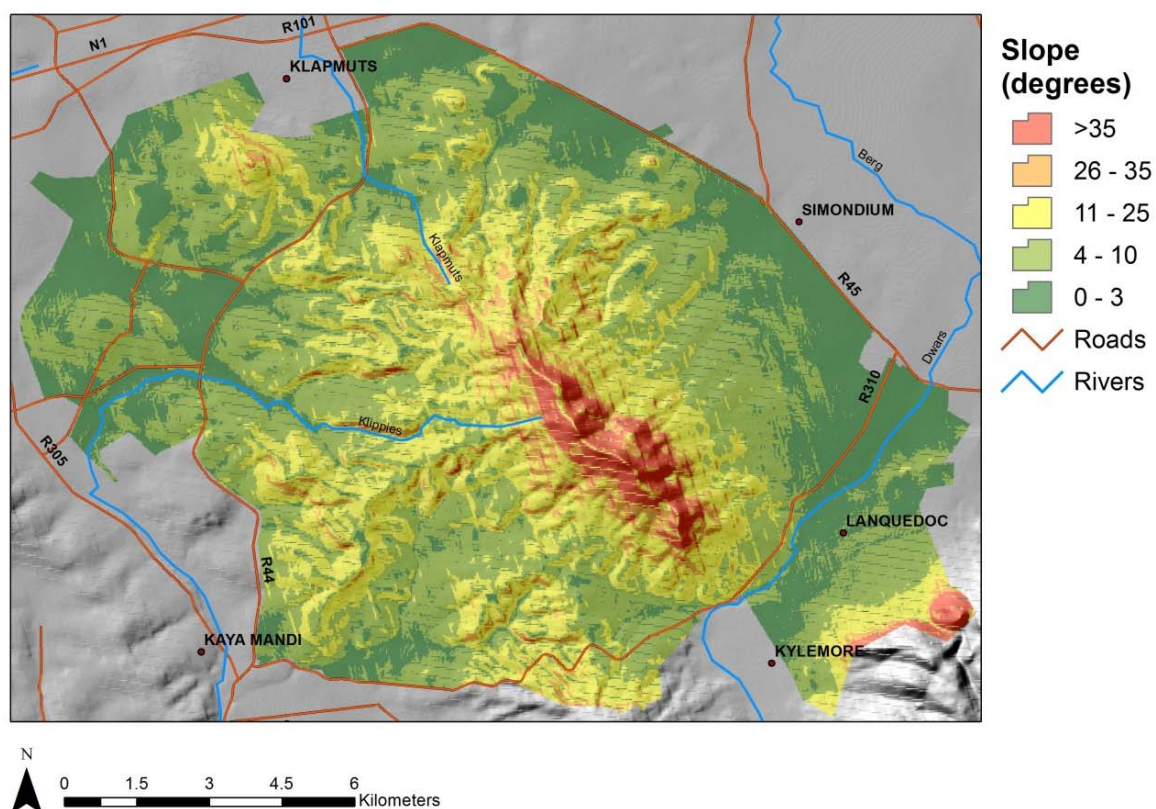 N1
R101
KLAPMUTS
Klapmuts
Berg
SIMONDIUM
R45
Dwars
R310
Klippies
R305
LANQUEDOC
R44
KAYA MANDI
KYLEMORE
Slope
(degrees)
>35
26 - 35
11 - 25
4 - 10
0 - 3
Roads
Rivers
N
0 1.5 3 4.5 6
Kilometers